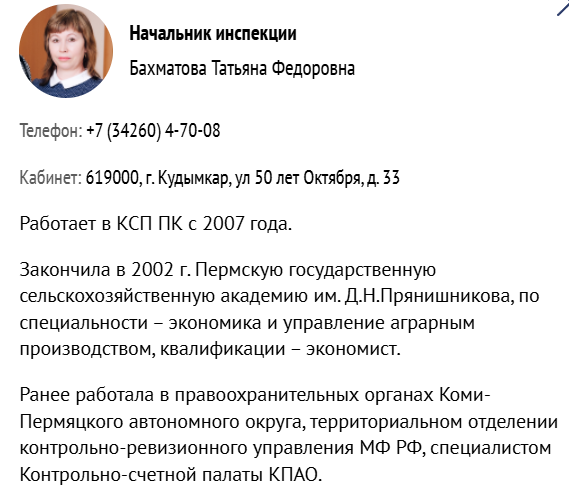 Начальник инспекции
Бахматова Татьяна Федоровна
Телефон: +7 (34260) 4-70-08
Кабинет: 619000, г. Кудымкар, ул 50 лет Октября, д. 33
Работает в КСП ПК с 2007 года.
Закончила в 2002 г. Пермскую государственную
сельскохозяйственную академию им. Д.Н.Прянишникова, по
специальности – экономика и управление аграрным
производством, квалификации – экономист.
Ранее работала в правоохранительных органах Коми-
Пермяцкого автономного округа, территориальном отделении
контрольно-ревизионного управления МФ РФ, специалистом
Контрольно-счетной палаты КПАО.